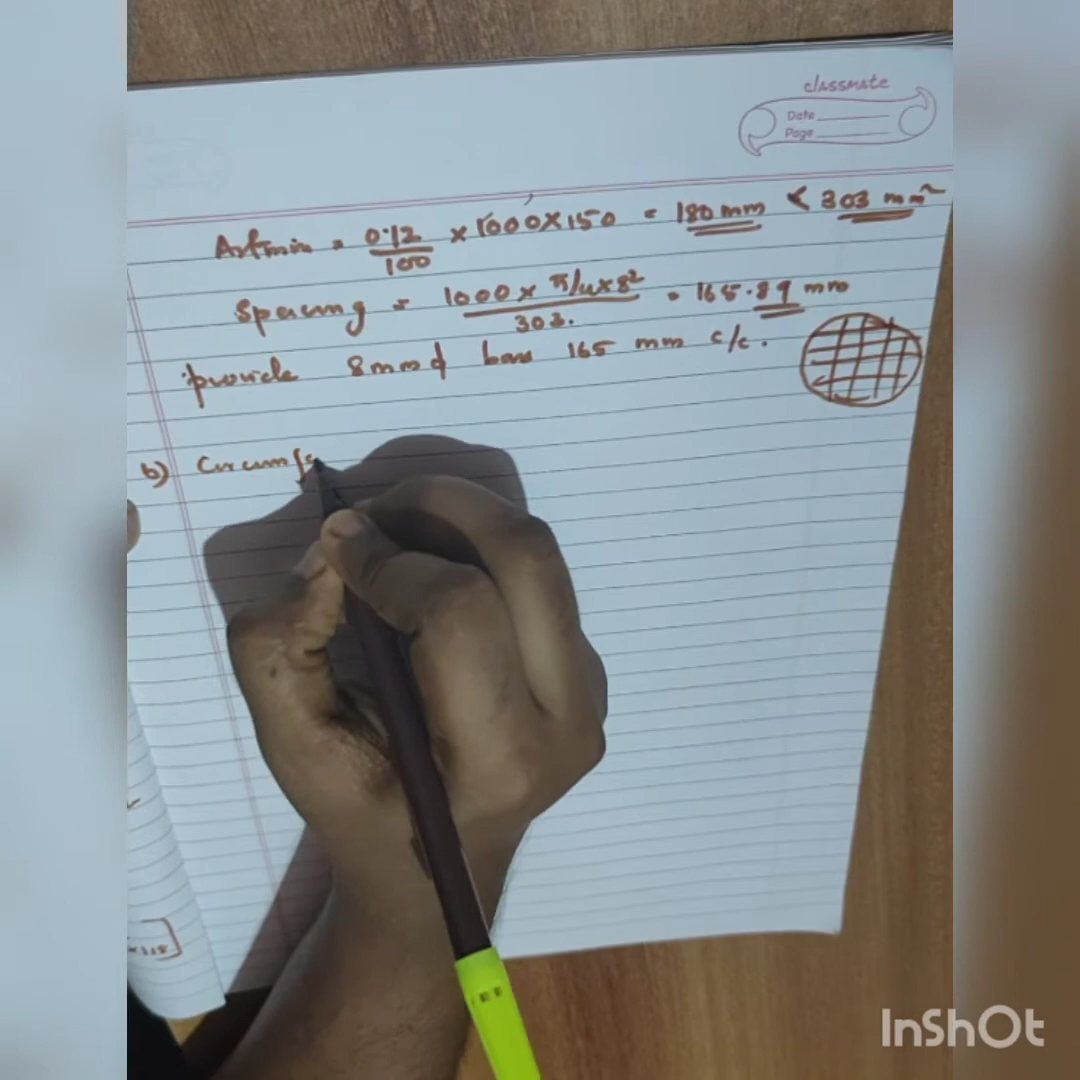 classmate
Date
Page
Astmin = 0.12/100 × 1000×150 = 180 mm < 303 mm²
Spacing = 1000 × π/4×8²/303. = 165.89 mm
provide 8mmϕ bars 165 mm c/c.
b) Circumf
InShOt